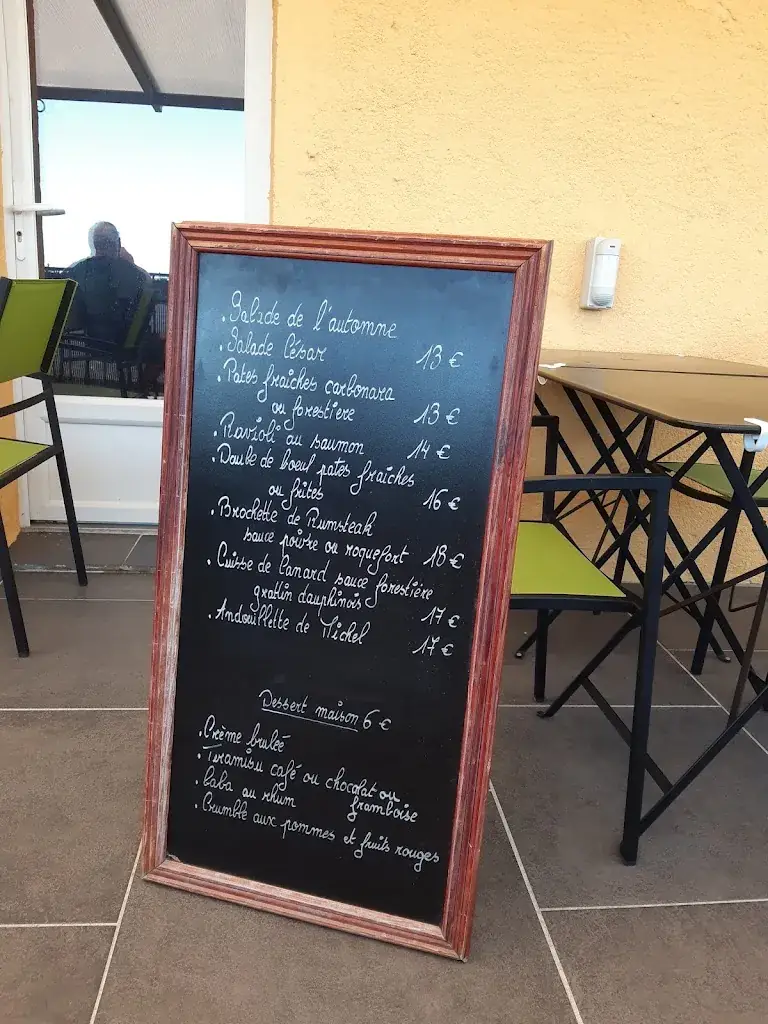 . Salade de l'automne
. Salade César 13 €
. Pates fraiches carbonara
ou forestiere 13 €
. Ravioli au saumon 14 €
. Daube de boeuf pates fraiches
ou frites 16 €
. Brochette de Rumsteak
sauce poivre ou roquefort 18 €
. Cuisse de Canard sauce forestière
gratin dauphinois 17 €
. Andouillette de Michel 17 €
Dessert maison 6 €
. Crème bruleé
. Tiramisu café ou chocolat ou
framboise
. baba au rhum
. Crumble aux pommes et fruits rouges